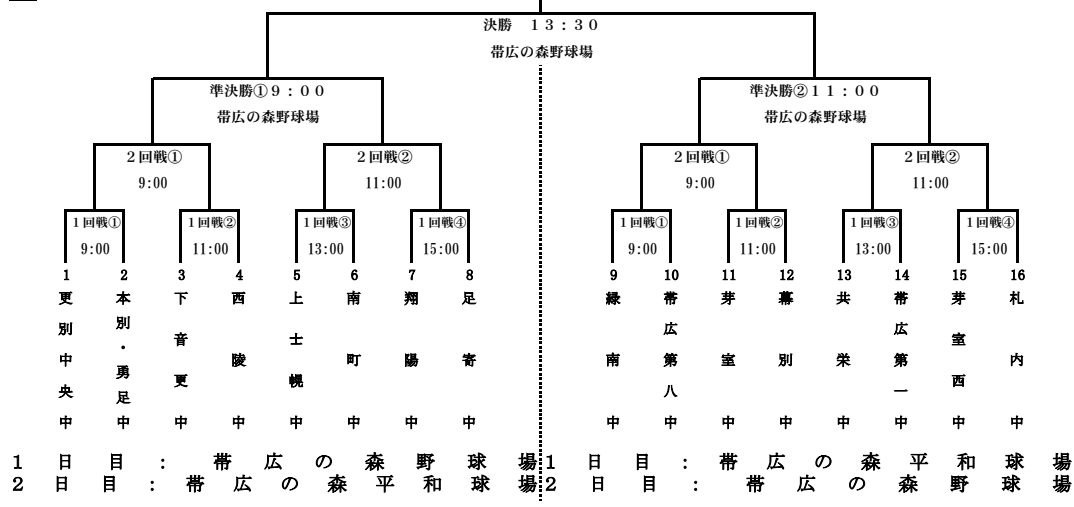 決勝　１３：３０
帯広の森野球場
準決勝①９：００
帯広の森野球場
準決勝②１１：００
帯広の森野球場
２回戦①
9:00
２回戦②
11:00
２回戦①
9:00
２回戦②
11:00
１回戦①
9:00
１回戦②
11:00
１回戦③
13:00
１回戦④
15:00
１回戦①
9:00
１回戦②
11:00
１回戦③
13:00
１回戦④
15:00
1
更別中央中
2
本別・勇足中
3
下音更中
4
西陵中
5
上士幌中
6
南町中
7
翔陽中
8
足寄中
9
緑南中
10
帯広第八中
11
芽室中
12
幕別中
13
共栄中
14
帯広第一中
15
芽室西中
16
札内中
1日目：帯広の森野球場
2日目：帯広の森平和球場
1日目：帯広の森平和球場
2日目：帯広の森野球場